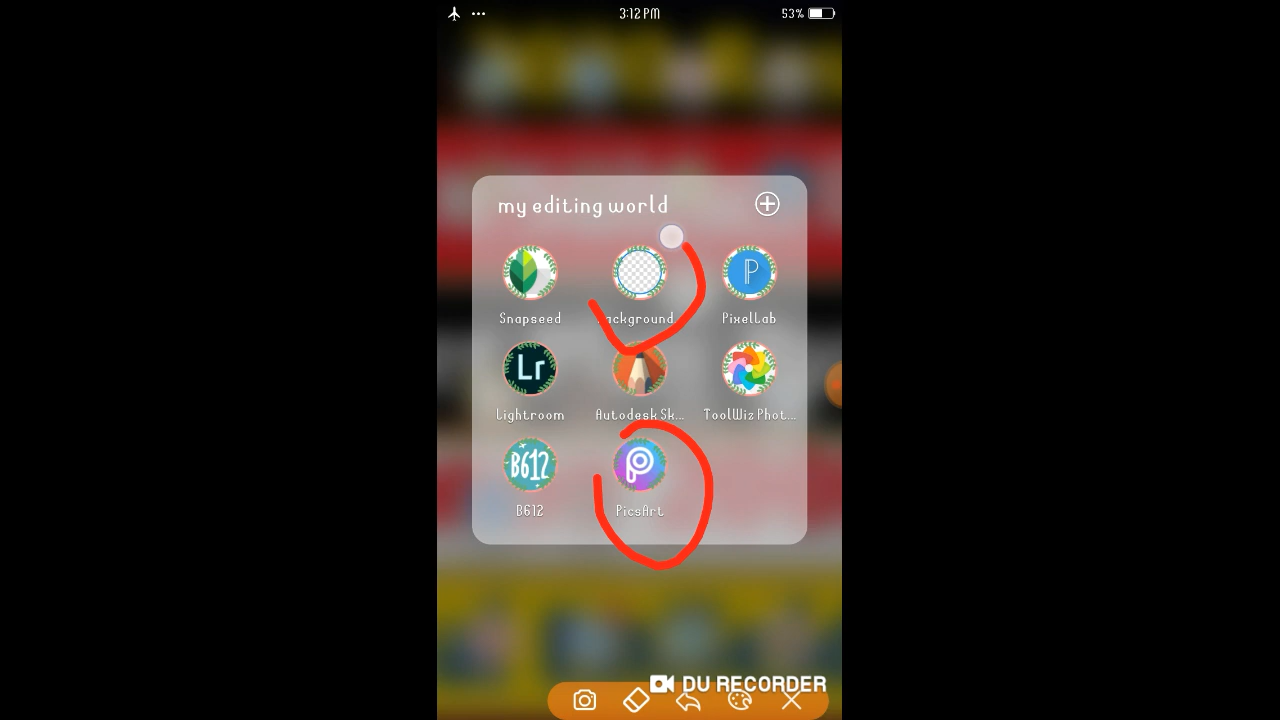 3:12 PM
53%
my editing world
Snapseed
ackground
P
PixelLab
Lr
Lightroom
Autodesk Sk...
ToolWiz Phot...
B612
B612
PicsArt
DU RECORDER